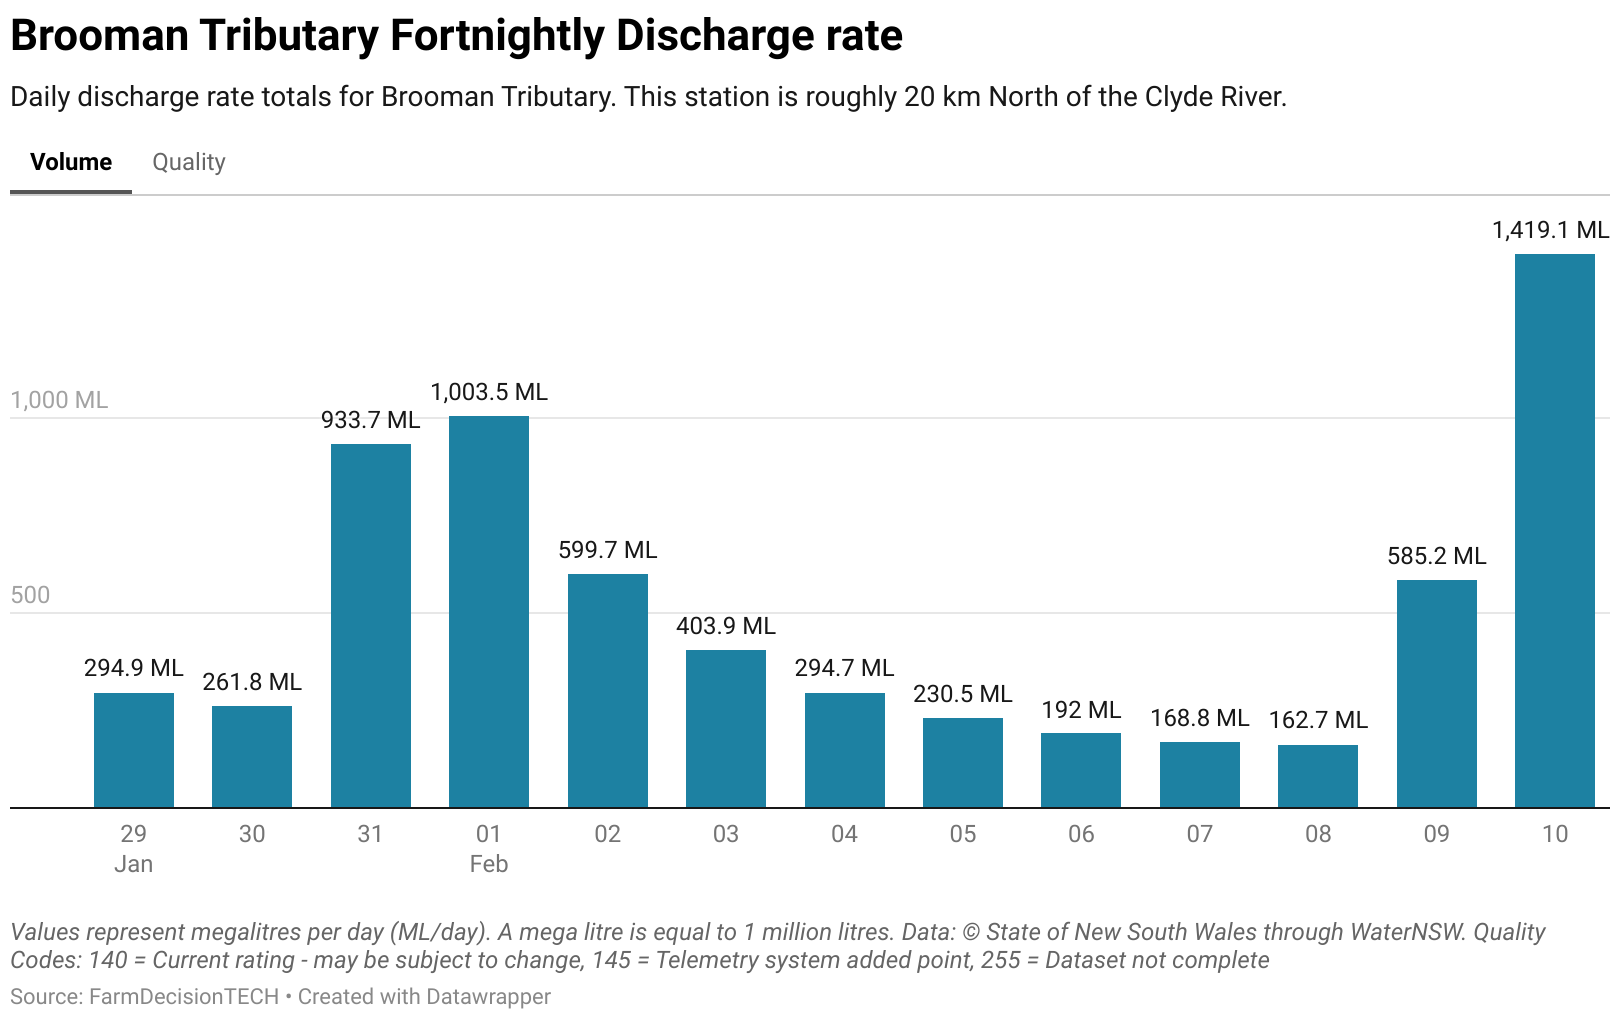 Brooman Tributary Fortnightly Discharge rate
Daily discharge rate totals for Brooman Tributary. This station is roughly 20 km North of the Clyde River.
Volume Quality
1,419.1 ML
1,000 ML
1,003.5 ML
933.7 ML
599.7 ML
585.2 ML
500
403.9 ML
294.9 ML
261.8 ML
294.7 ML
230.5 ML
192 ML
168.8 ML
162.7 ML
29 30 31 01 02 03 04 05 06 07 08 09 10
Jan Feb
Values represent megalitres per day (ML/day). A mega litre is equal to 1 million litres. Data: © State of New South Wales through WaterNSW. Quality
Codes: 140 = Current rating - may be subject to change, 145 = Telemetry system added point, 255 = Dataset not complete
Source: FarmDecisionTECH • Created with Datawrapper